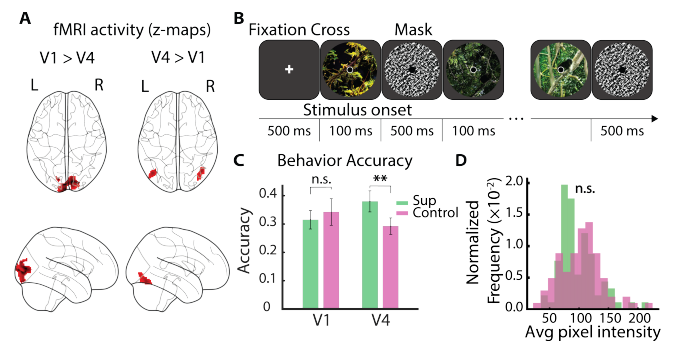 A
fMRI activity (z-maps)
V1 > V4
V4 > V1
L
R
L
R
B
Fixation Cross
Mask
Stimulus onset
500 ms
100 ms
500 ms
100 ms
...
500 ms
C
Behavior Accuracy
n.s.
**
Sup
Control
Accuracy
0.4
0.3
0.2
0.1
0
V1
V4
D
n.s.
Normalized
Frequency (×10⁻²)
2.0
1.5
1.0
0.5
0.0
50
100
150
200
Avg pixel intensity